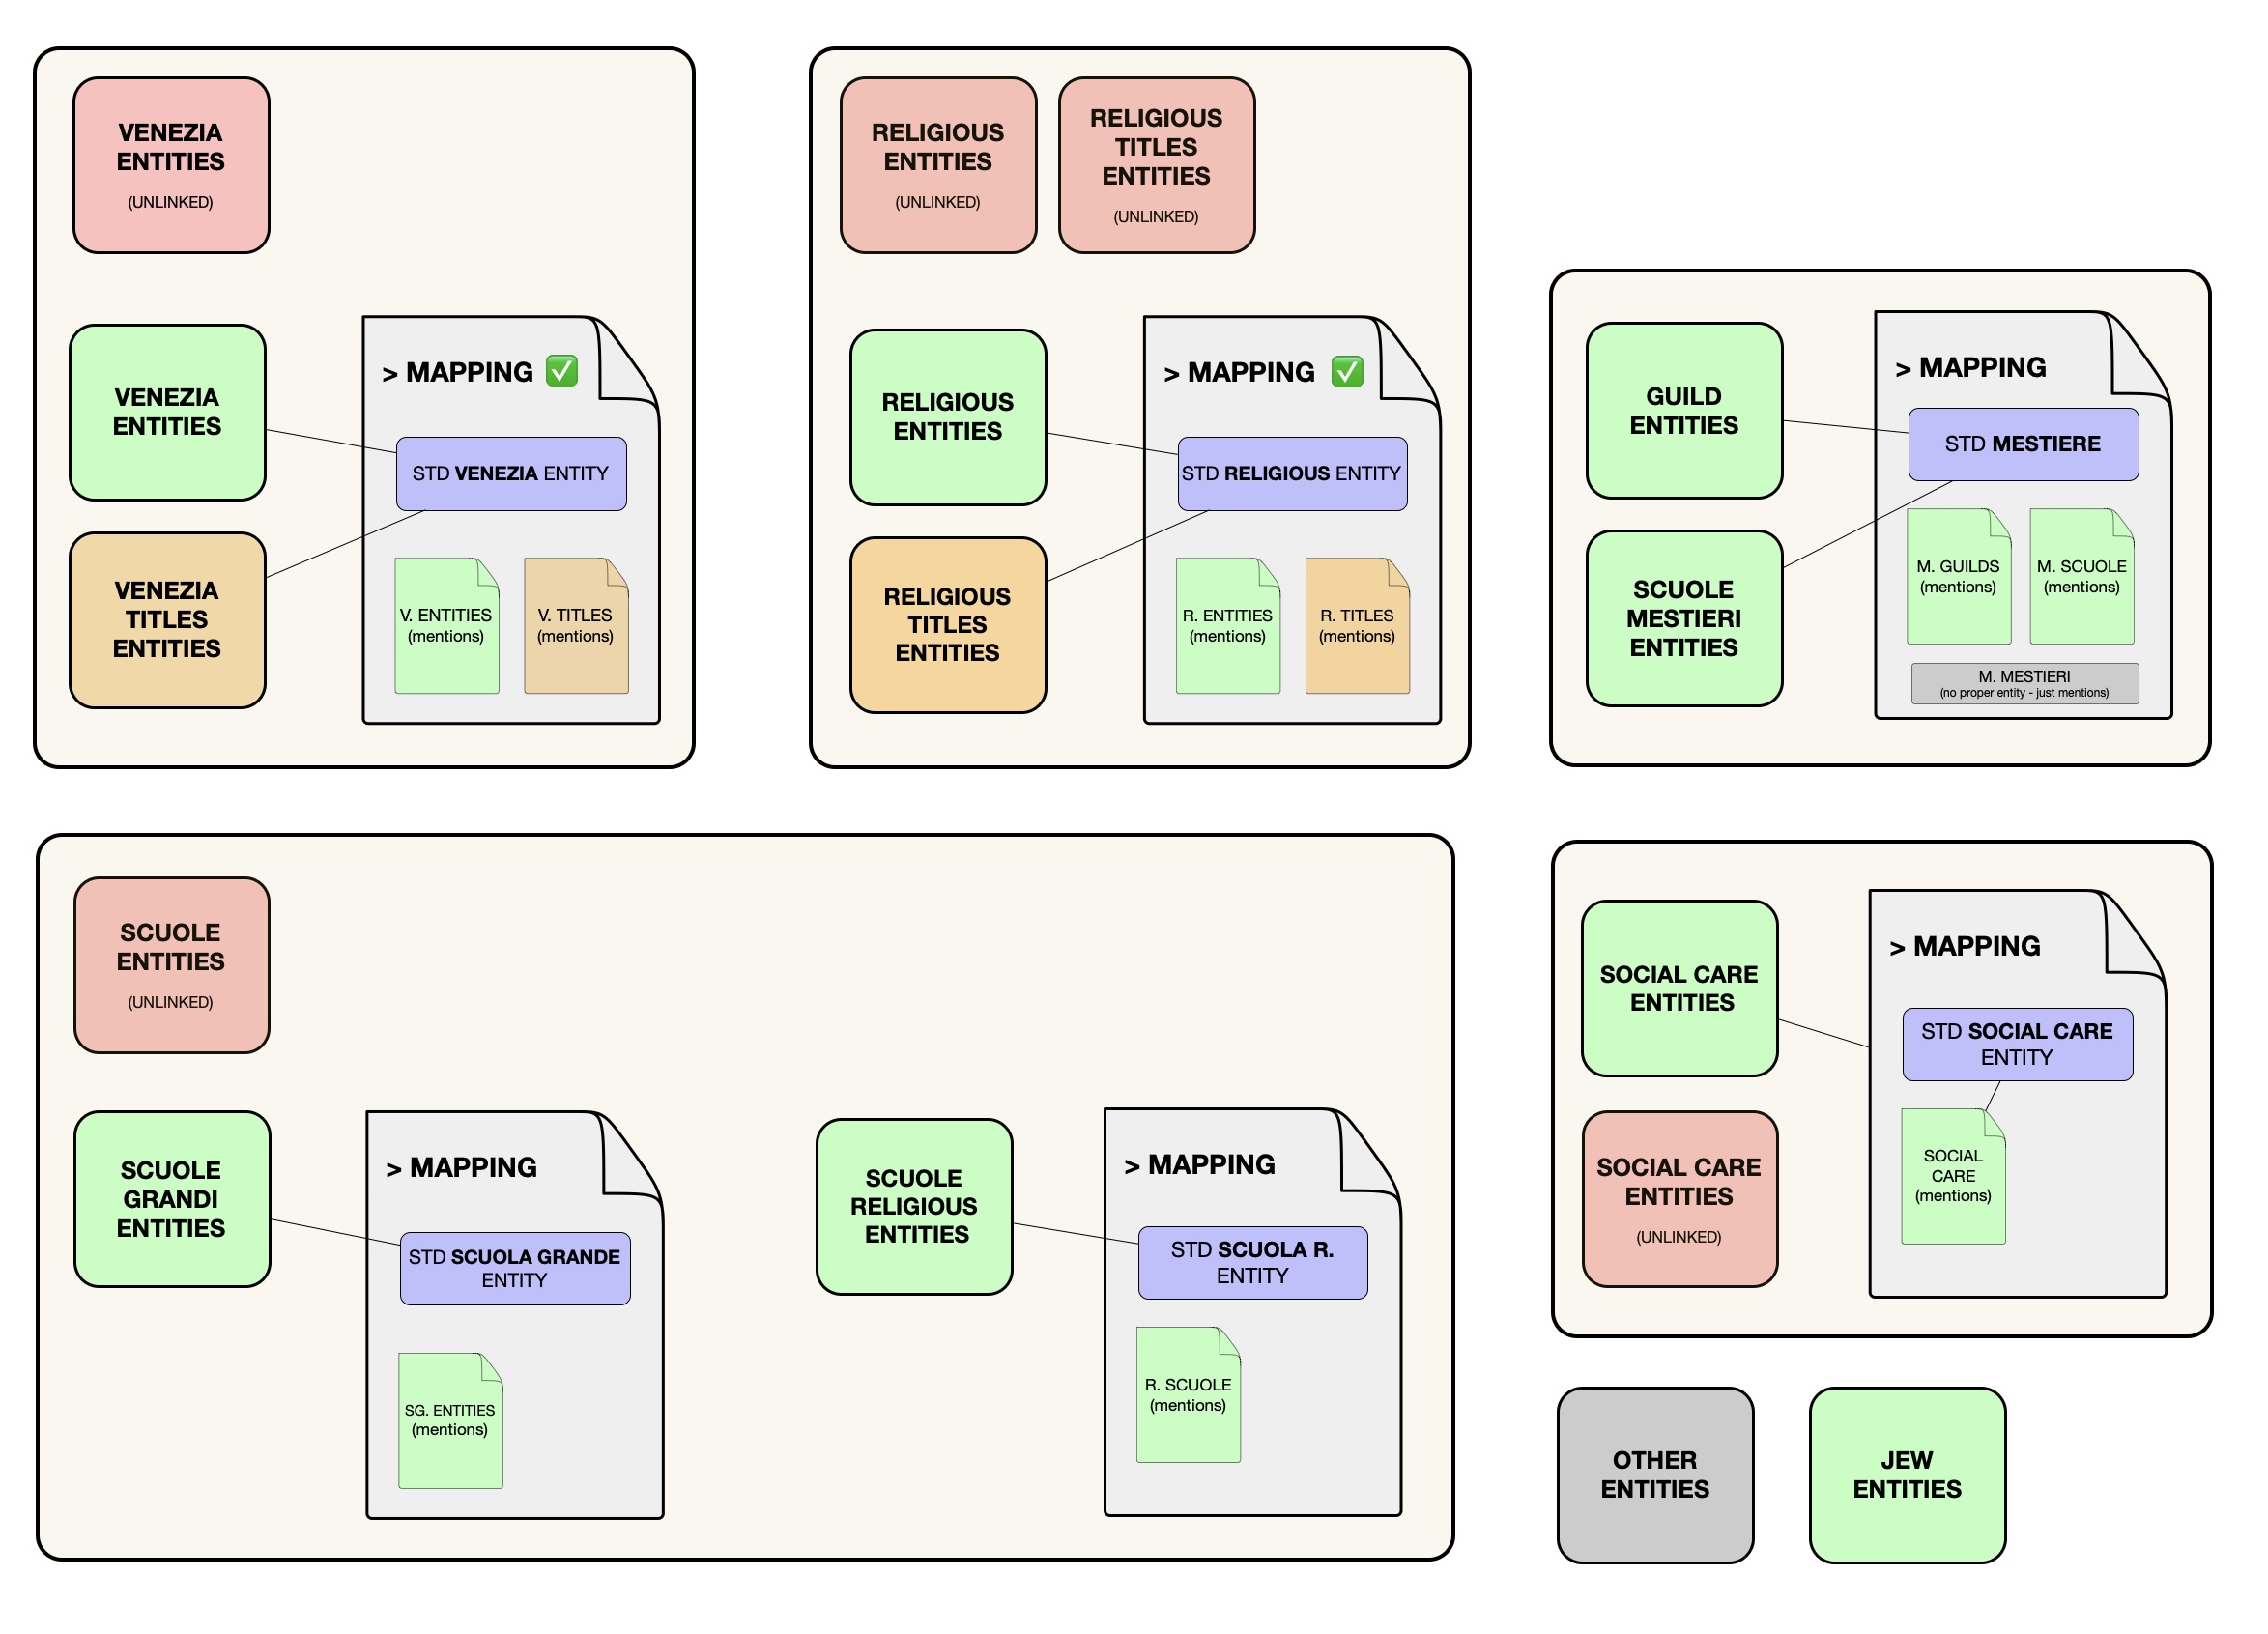 VENEZIA
ENTITIES
(UNLINKED)
VENEZIA
ENTITIES
VENEZIA
TITLES
ENTITIES
> MAPPING ✅
STD VENEZIA ENTITY
V. ENTITIES
(mentions)
V. TITLES
(mentions)
RELIGIOUS
ENTITIES
(UNLINKED)
RELIGIOUS
TITLES
ENTITIES
(UNLINKED)
RELIGIOUS
ENTITIES
RELIGIOUS
TITLES
ENTITIES
> MAPPING ✅
STD RELIGIOUS ENTITY
R. ENTITIES
(mentions)
R. TITLES
(mentions)
GUILD
ENTITIES
SCUOLE
MESTIERI
ENTITIES
> MAPPING
STD MESTIERE
M. GUILDS
(mentions)
M. SCUOLE
(mentions)
M. MESTIERI
(no proper entity - just mentions)
SCUOLE
ENTITIES
(UNLINKED)
SCUOLE
GRANDI
ENTITIES
> MAPPING
STD SCUOLA GRANDE
ENTITY
SG. ENTITIES
(mentions)
SCUOLE
RELIGIOUS
ENTITIES
> MAPPING
STD SCUOLA R.
ENTITY
R. SCUOLE
(mentions)
SOCIAL CARE
ENTITIES
SOCIAL CARE
ENTITIES
(UNLINKED)
> MAPPING
STD SOCIAL CARE
ENTITY
SOCIAL
CARE
(mentions)
OTHER
ENTITIES
JEW
ENTITIES